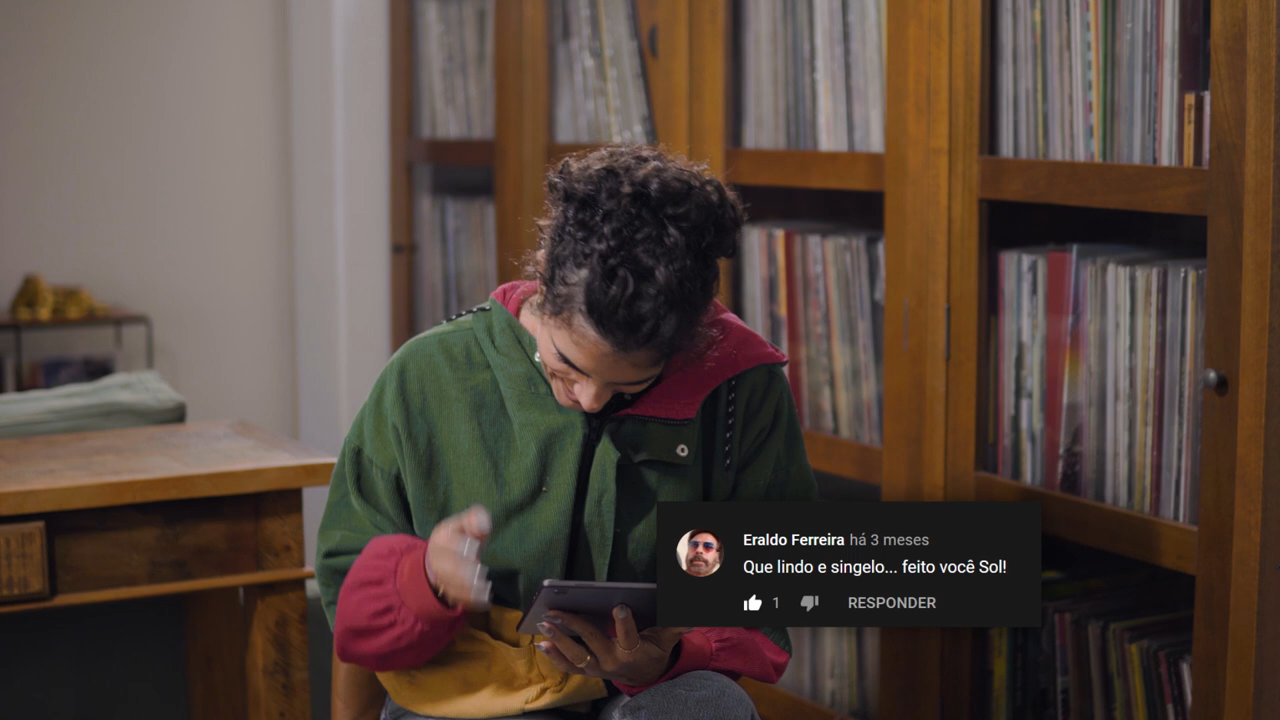 Eraldo Ferreira há 3 meses
Que lindo e singelo... feito você Sol!
1 RESPONDER